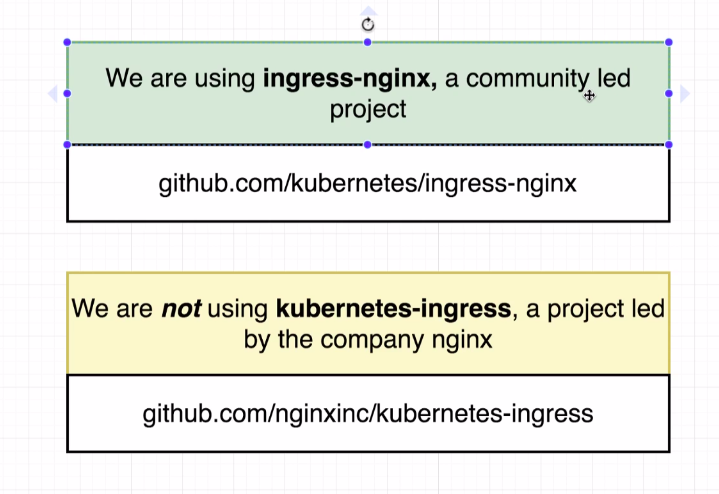 We are using ingress-nginx, a community led
project
github.com/kubernetes/ingress-nginx
We are not using kubernetes-ingress, a project led
by the company nginx
github.com/nginxinc/kubernetes-ingress